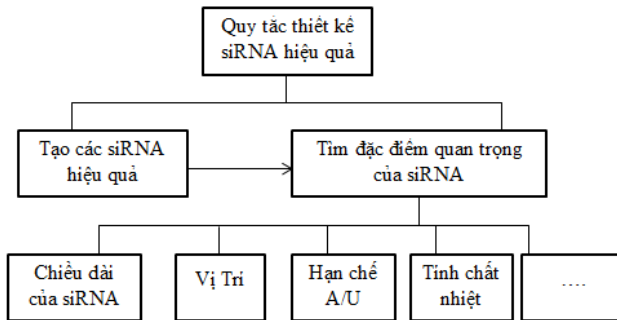 Quy tắc thiết kế
siRNA hiệu quả
Tạo các siRNA
hiệu quả
Tìm đặc điểm quan trọng
của siRNA
Chiều dài
của siRNA
Vị Trí
Hạn chế
A/U
Tính chất
nhiệt
....